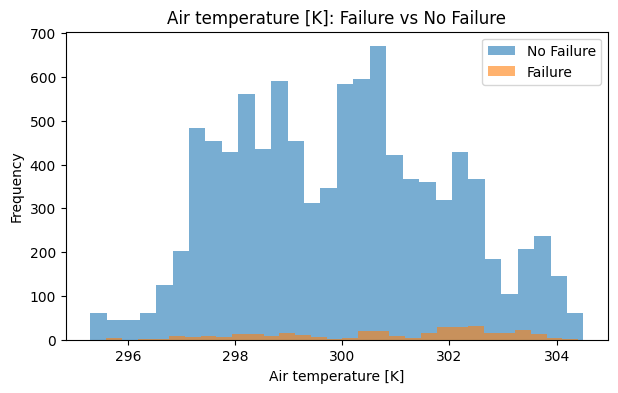 Air temperature [K]: Failure vs No Failure
700
600
500
400
300
200
100
0
Frequency
No Failure
Failure
296
298
300
302
304
Air temperature [K]